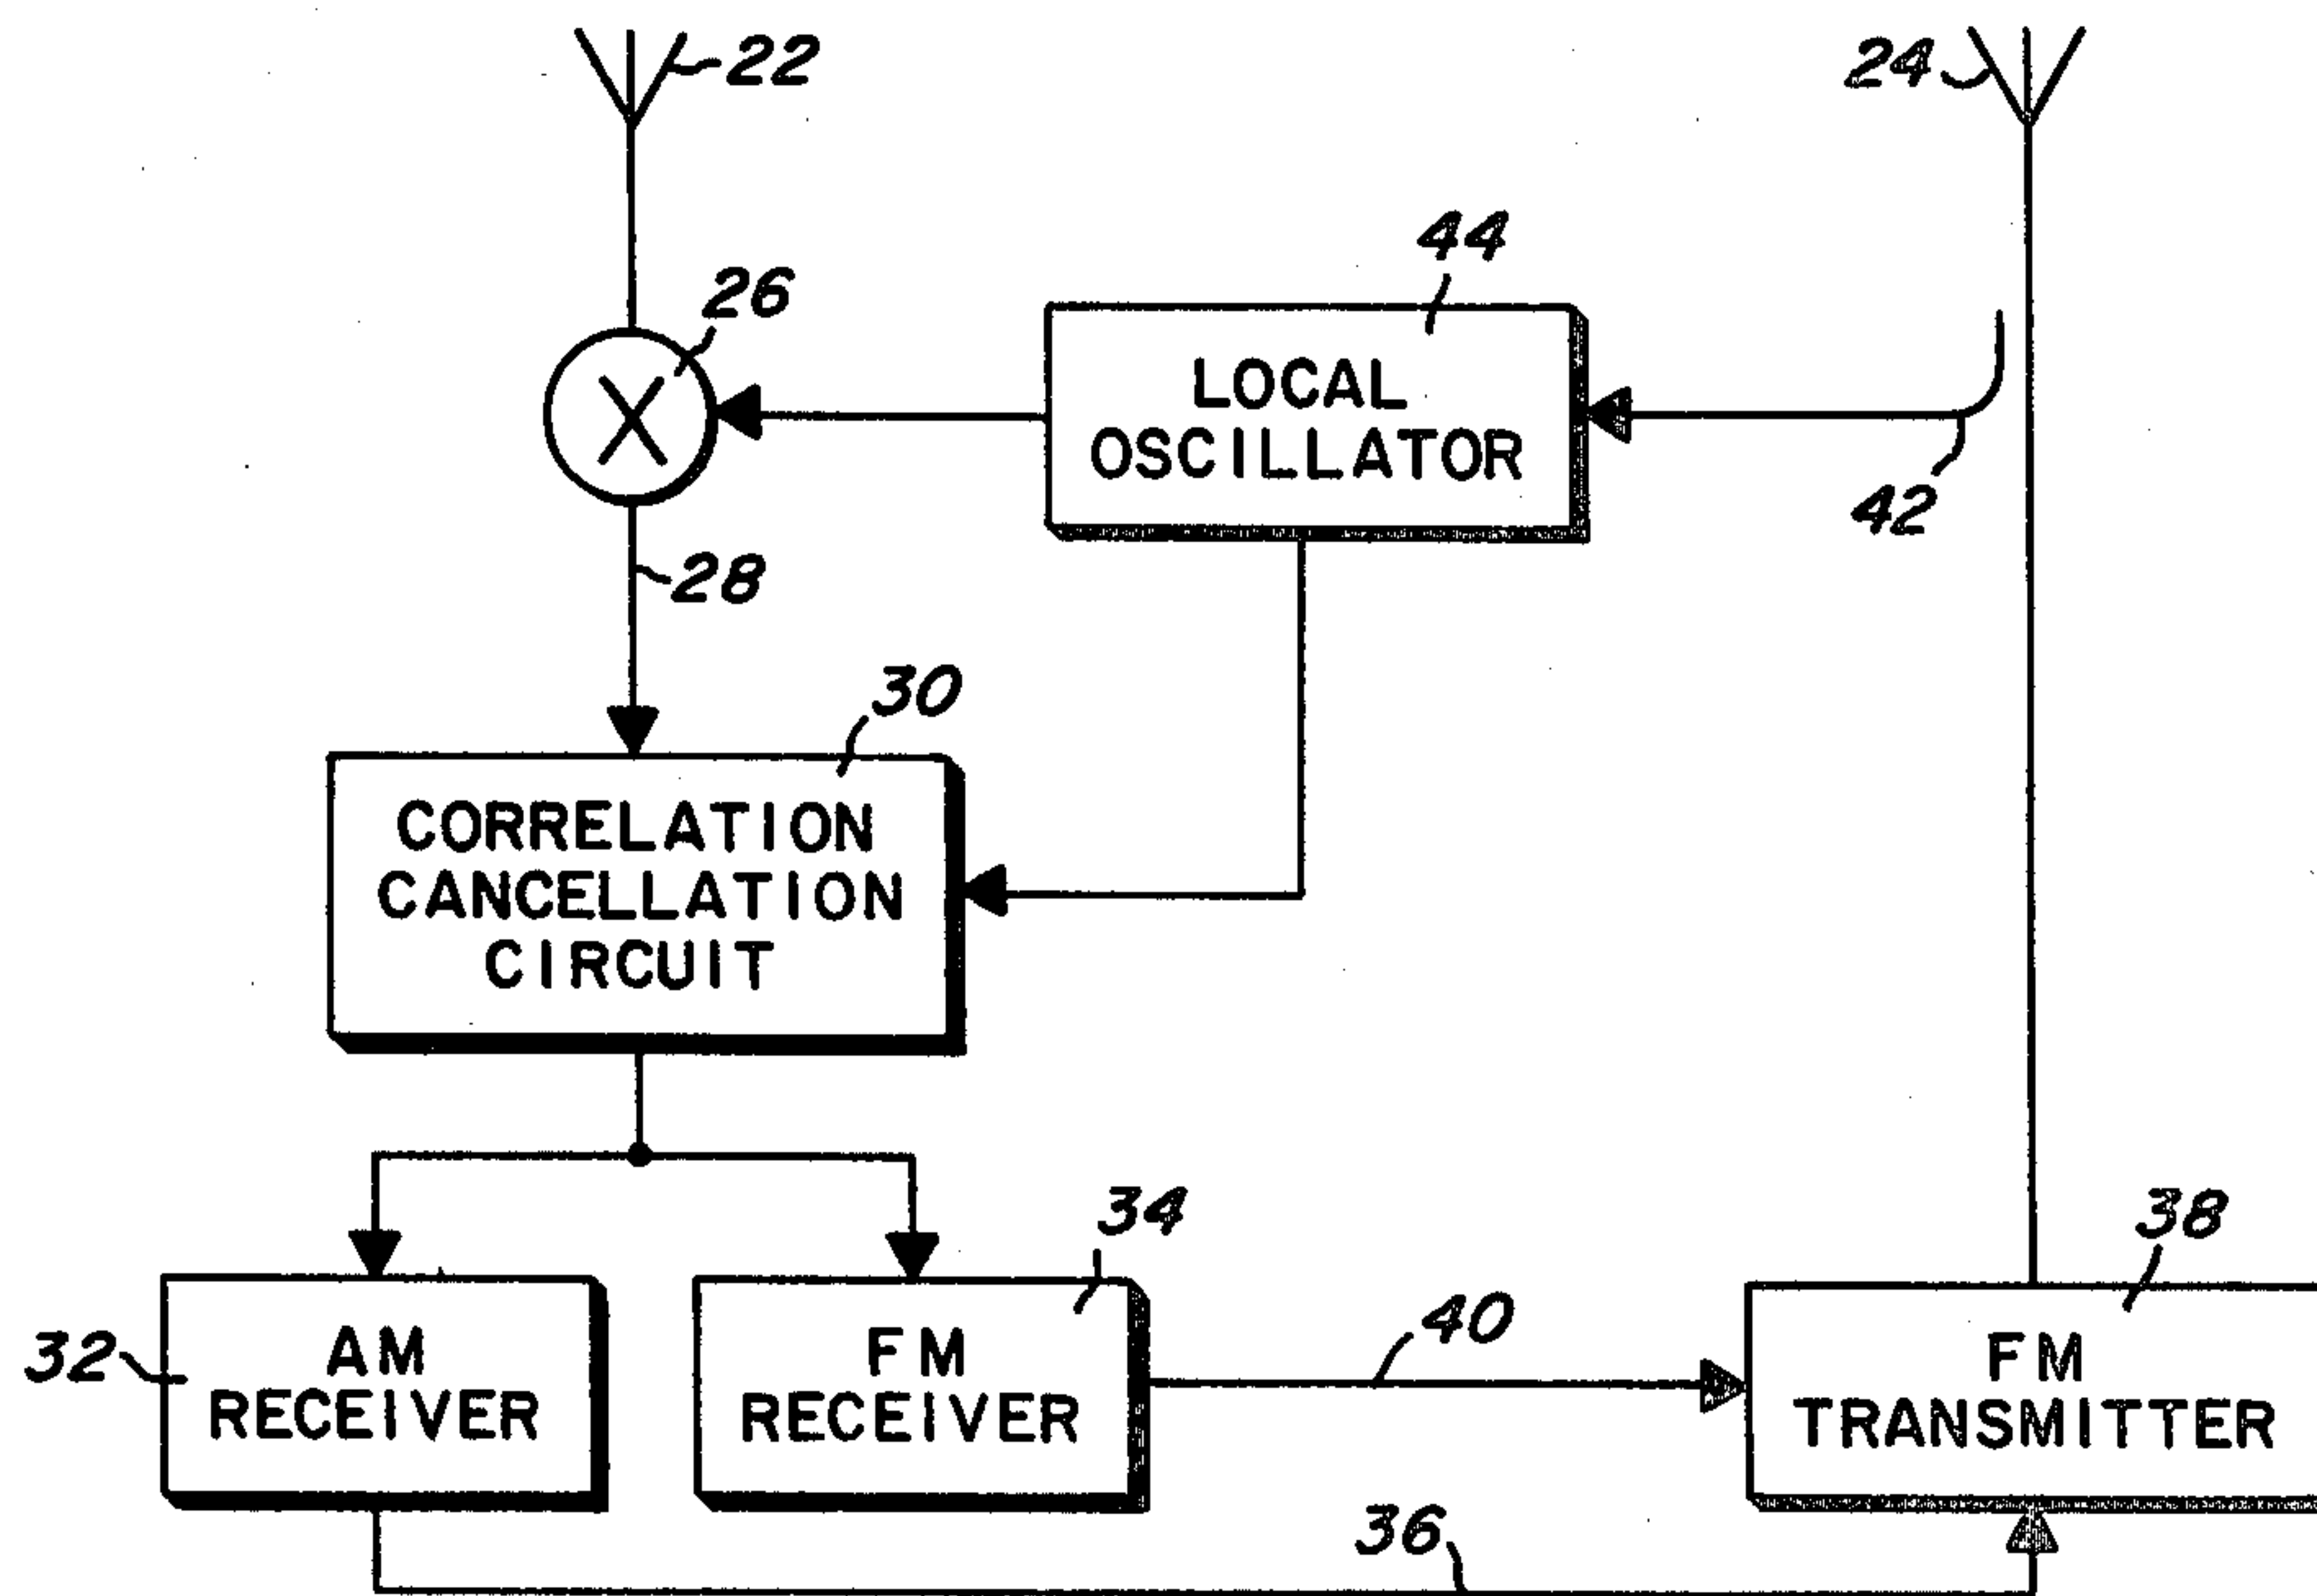 22
24
44
26
LOCAL
OSCILLATOR
X
42
28
30
CORRELATION
CANCELLATION
CIRCUIT
34
38
40
32
AM
RECEIVER
FM
RECEIVER
FM
TRANSMITTER
36